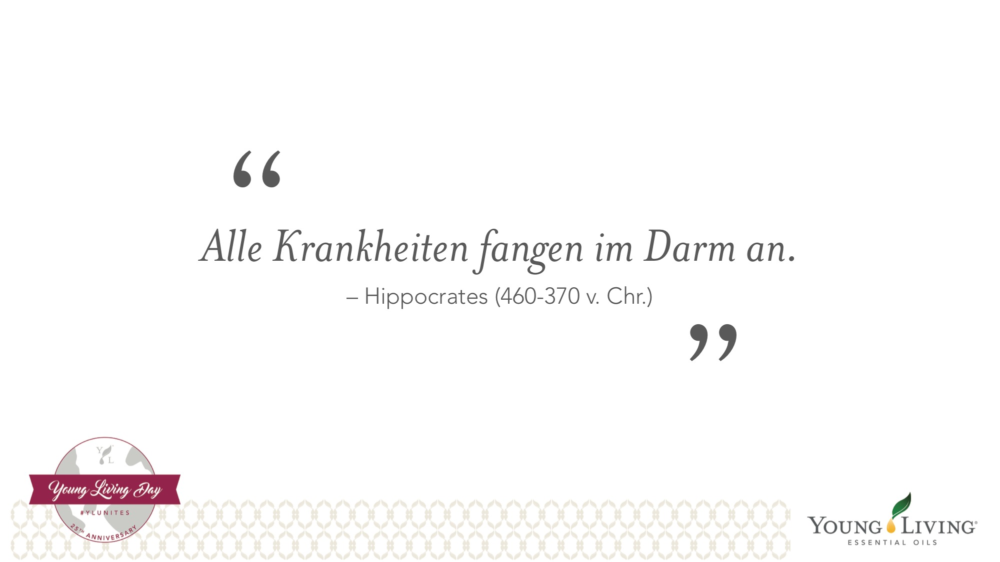 “
Alle Krankheiten fangen im Darm an.
– Hippocrates (460-370 v. Chr.)
”
Y L
Young Living Day
#YLUNITES
25TH ANNIVERSARY
YOUNG LIVING®
ESSENTIAL OILS